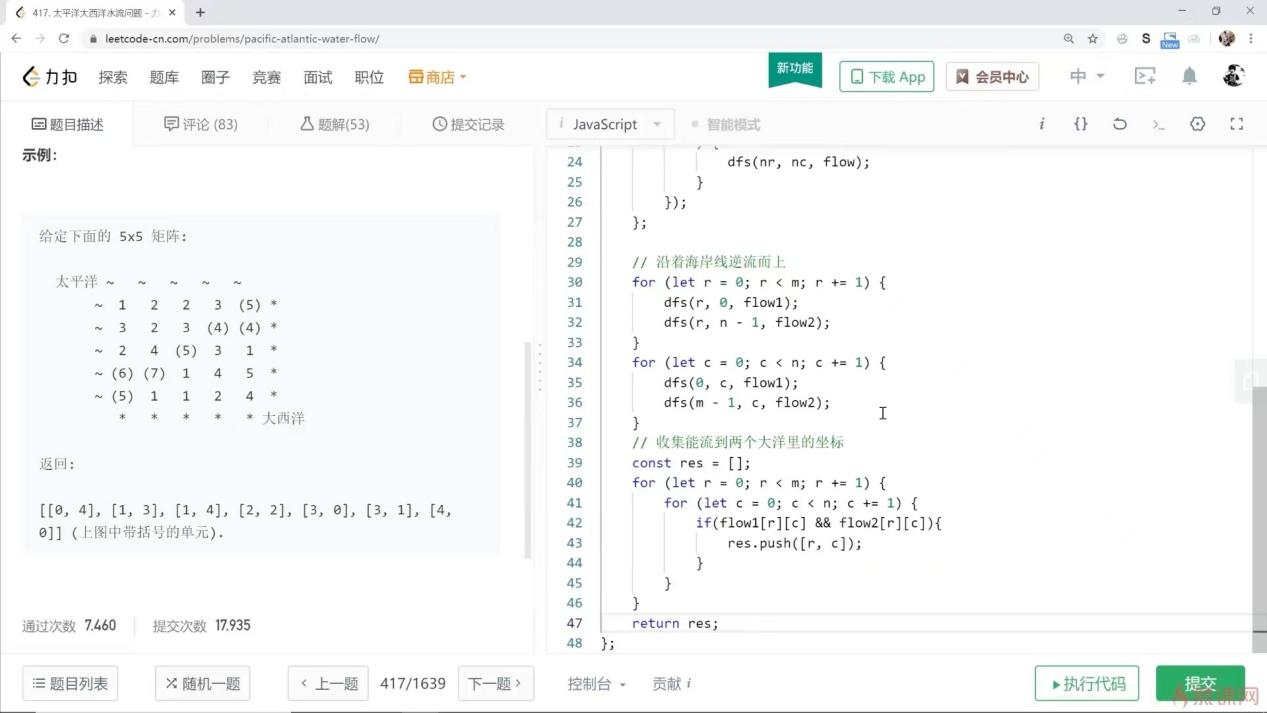 417. 太平洋大西洋水流问题 - 力
leetcode-cn.com/problems/pacific-atlantic-water-flow/
S
New
力扣 探索 题库 圈子 竞赛 面试 职位 商店 新功能 下载 App 会员中心 中
题目描述 评论 (83) 题解(53) 提交记录 i JavaScript 智能模式 i {} >_
示例:
给定下面的 5x5 矩阵:
太平洋 ~ ~ ~ ~ ~
~ 1 2 2 3 (5) *
~ 3 2 3 (4) (4) *
~ 2 4 (5) 3 1 *
~ (6) (7) 1 4 5 *
~ (5) 1 1 2 4 *
* * * * * 大西洋
返回:
[[0, 4], [1, 3], [1, 4], [2, 2], [3, 0], [3, 1], [4,
0]] (上图中带括号的单元).
通过次数 7,460 提交次数 17,935
24 dfs(nr, nc, flow);
25 }
26 });
27 };
28
29 // 沿着海岸线逆流而上
30 for (let r = 0; r < m; r += 1) {
31 dfs(r, 0, flow1);
32 dfs(r, n - 1, flow2);
33 }
34 for (let c = 0; c < n; c += 1) {
35 dfs(0, c, flow1);
36 dfs(m - 1, c, flow2);
37 }
38 // 收集能流到两个大洋里的坐标
39 const res = [];
40 for (let r = 0; r < m; r += 1) {
41 for (let c = 0; c < n; c += 1) {
42 if(flow1[r][c] && flow2[r][c]){
43 res.push([r, c]);
44 }
45 }
46 }
47 return res;
48 };
题目列表 随机一题 < 上一题 417/1639 下一题 > 控制台 贡献 i 执行代码 提交
慕课网